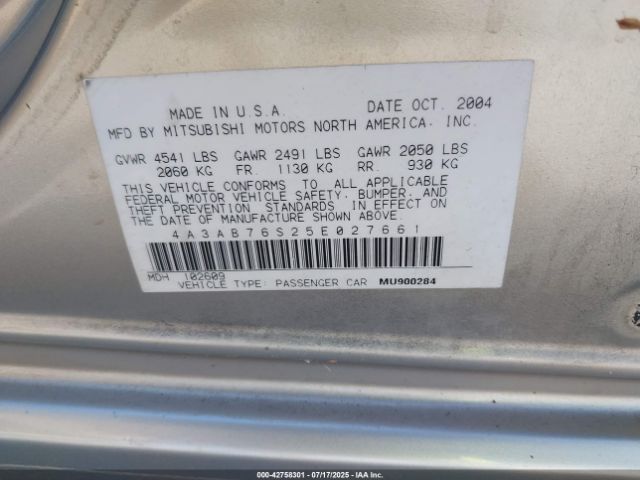 MADE IN U.S.A. DATE OCT. 2004
MFD BY MITSUBISHI MOTORS NORTH AMERICA. INC.
GVWR 4541 LBS GAWR 2491 LBS GAWR 2050 LBS
2060 KG FR. 1130 KG RR. 930 KG
THIS VEHICLE CONFORMS TO ALL APPLICABLE
FEDERAL MOTOR VEHICLE SAFETY, BUMPER, AND
THEFT PREVENTION STANDARDS IN EFFECT ON
THE DATE OF MANUFACTURE SHOWN ABOVE.
4A3AB76S25E027661
MDH 102609
VEHICLE TYPE: PASSENGER CAR MU900284
000-42758301 - 07/17/2025 - IAA Inc.